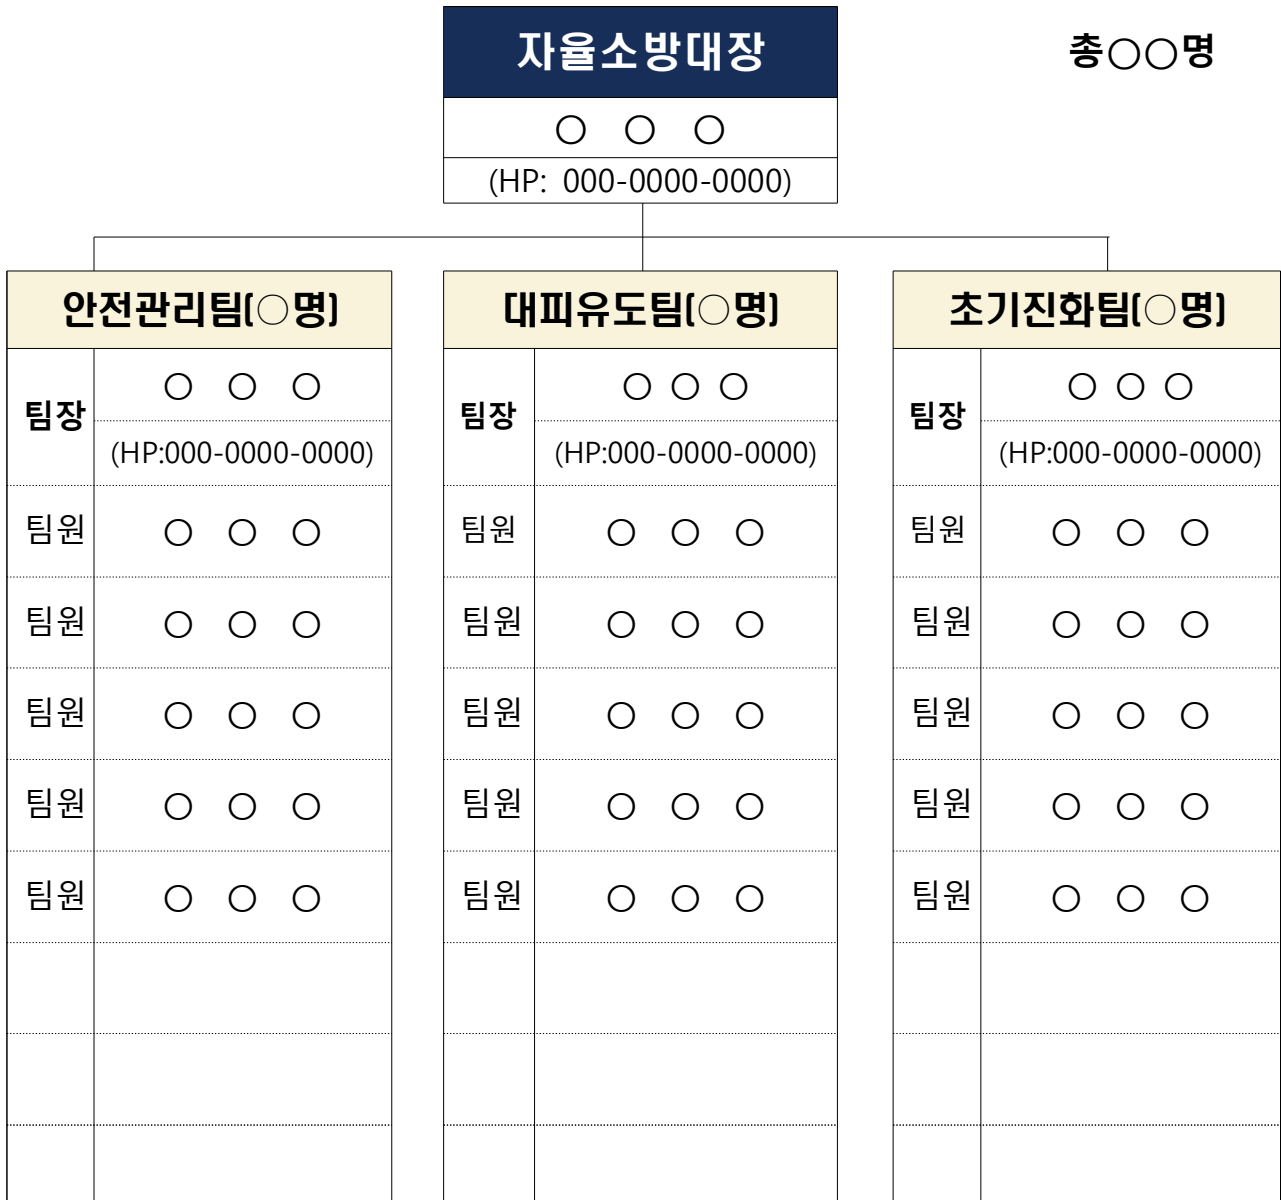 자율소방대장
총○○명
○ ○ ○
(HP: 000-0000-0000)
안전관리팀(○명)
팀장
○ ○ ○
(HP:000-0000-0000)
팀원 ○ ○ ○
팀원 ○ ○ ○
팀원 ○ ○ ○
팀원 ○ ○ ○
팀원 ○ ○ ○
대피유도팀(○명)
팀장
○ ○ ○
(HP:000-0000-0000)
팀원 ○ ○ ○
팀원 ○ ○ ○
팀원 ○ ○ ○
팀원 ○ ○ ○
팀원 ○ ○ ○
초기진화팀(○명)
팀장
○ ○ ○
(HP:000-0000-0000)
팀원 ○ ○ ○
팀원 ○ ○ ○
팀원 ○ ○ ○
팀원 ○ ○ ○
팀원 ○ ○ ○